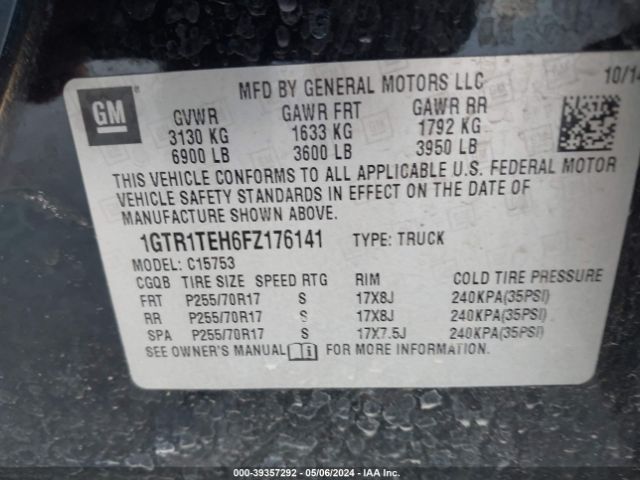 MFD BY GENERAL MOTORS LLC 10/14
GM
GVWR GAWR FRT GAWR RR
3130 KG 1633 KG 1792 KG
6900 LB 3600 LB 3950 LB
THIS VEHICLE CONFORMS TO ALL APPLICABLE U.S. FEDERAL MOTOR
VEHICLE SAFETY STANDARDS IN EFFECT ON THE DATE OF
MANUFACTURE SHOWN ABOVE.
1GTR1TEH6FZ176141 TYPE: TRUCK
MODEL: C15753
CGQB TIRE SIZE SPEED RTG RIM COLD TIRE PRESSURE
FRT P255/70R17 S 17X8J 240KPA(35PSI)
RR P255/70R17 S 17X8J 240KPA(35PSI)
SPA P255/70R17 S 17X7.5J 240KPA(35PSI)
SEE OWNER'S MANUAL i FOR MORE INFORMATION.
000-39357292 - 05/06/2024 - IAA Inc.